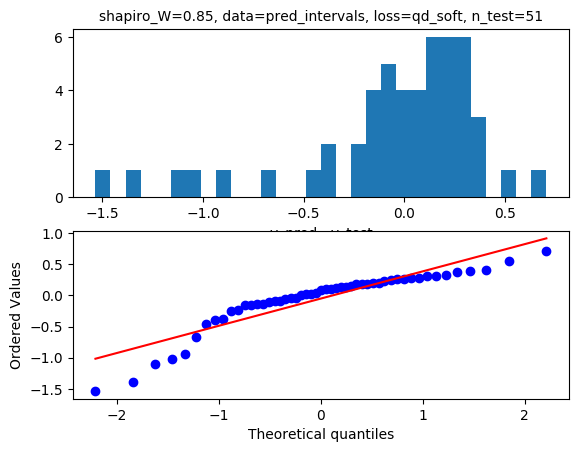 shapiro_W=0.85, data=pred_intervals, loss=qd_soft, n_test=51
6
4
2
0
−1.5 −1.0 −0.5 0.0 0.5
1.0
0.5
0.0
−0.5
−1.0
−1.5
Ordered Values
−2 −1 0 1 2
Theoretical quantiles